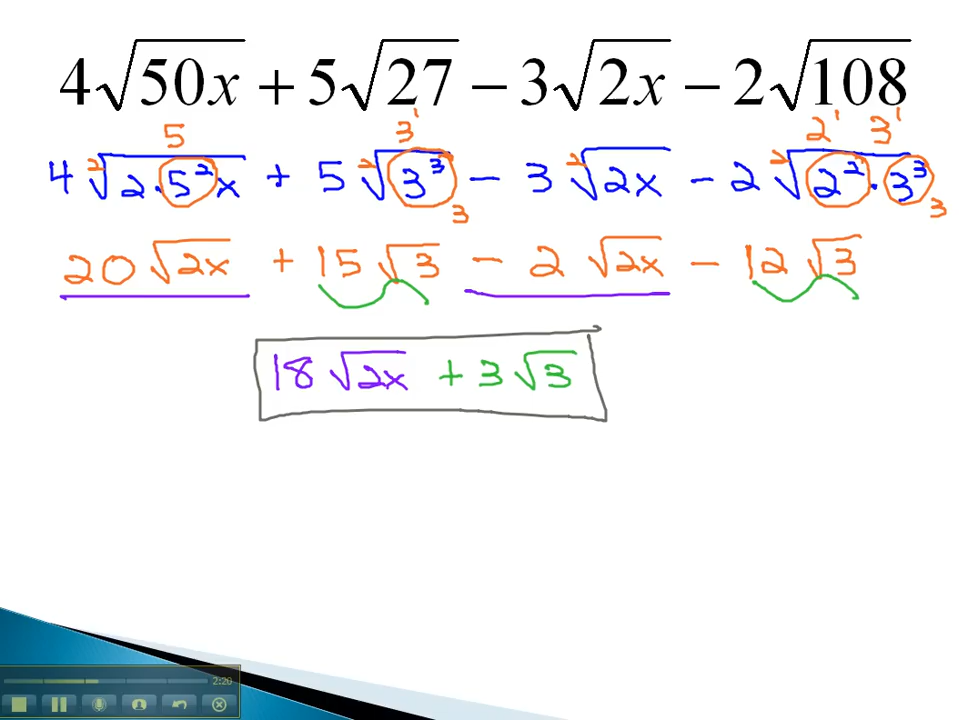 4√50x + 5√27 − 3√2x − 2√108
5 3¹ 2¹ 3¹
4 ²√2·5²x + 5 ²√3³ − 3 ²√2x − 2 ²√2²·3³
3 3
20√2x + 15√3 − 2√2x − 12√3
18√2x + 3√3
2:20